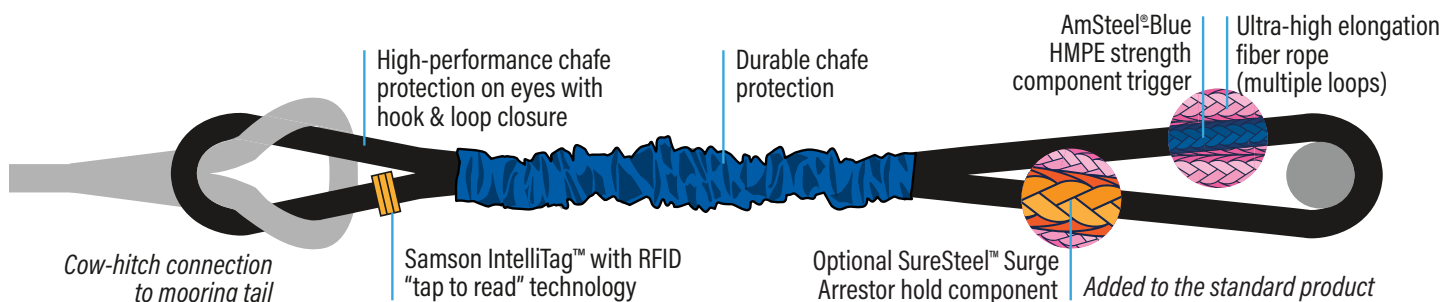 High-performance chafe
protection on eyes with
hook & loop closure
Durable chafe
protection
AmSteel®-Blue
HMPE strength
component trigger
Ultra-high elongation
fiber rope
(multiple loops)
Cow-hitch connection
to mooring tail
Samson IntelliTag™ with RFID
“tap to read” technology
Optional SureSteel™ Surge
Arrestor hold component
Added to the standard product